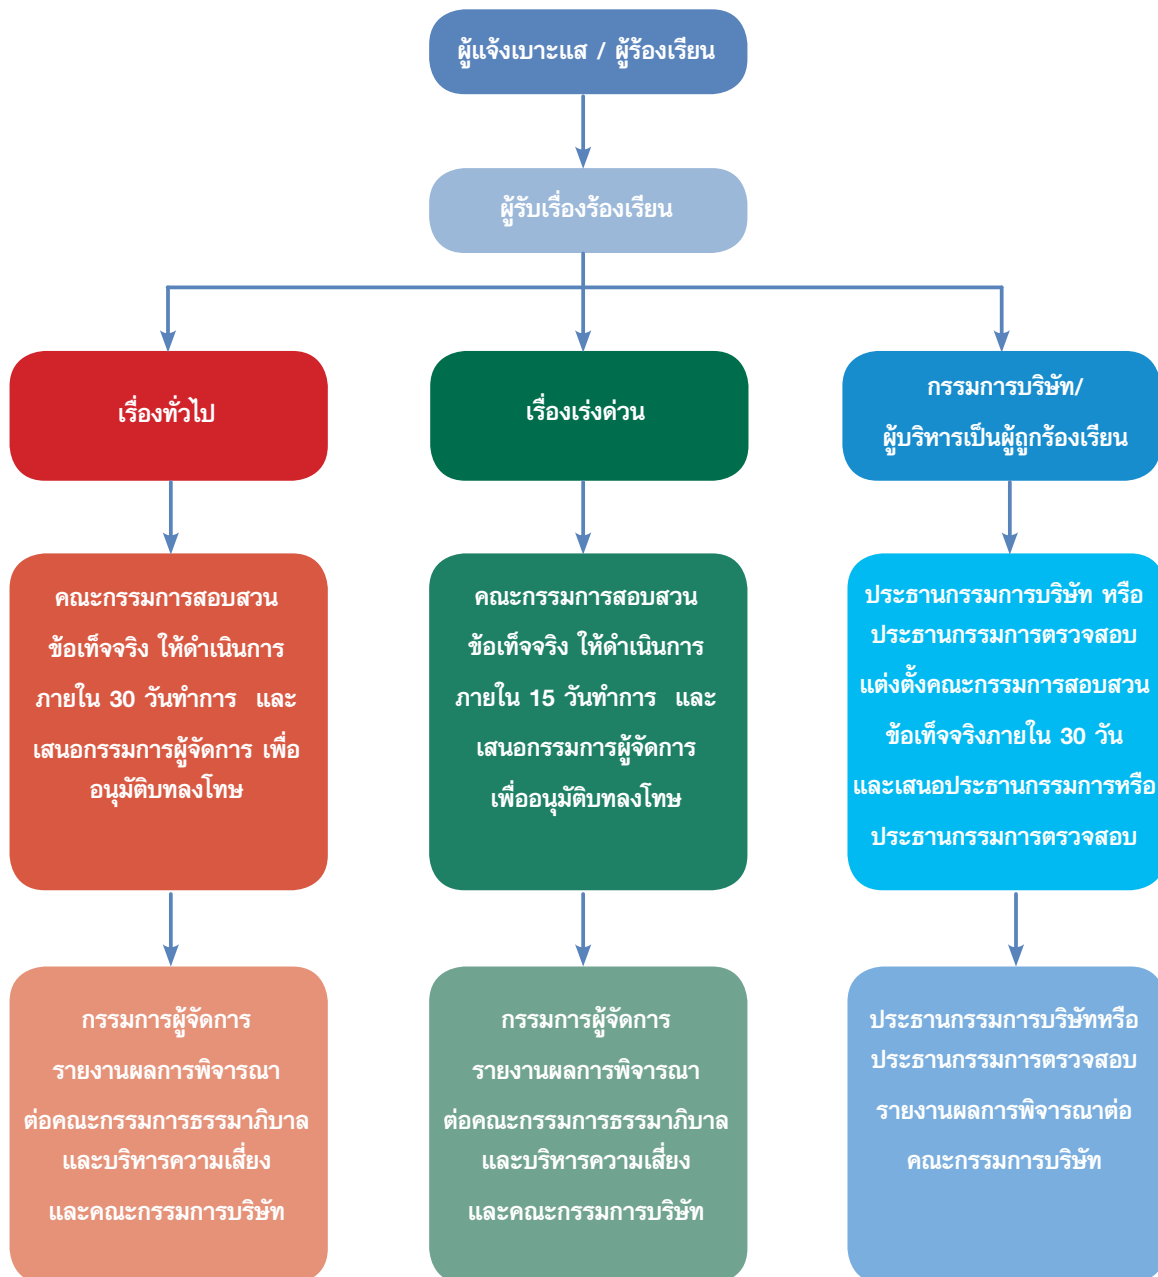 ผู้แจ้งเบาะแส / ผู้ร้องเรียน
ผู้รับเรื่องร้องเรียน
เรื่องทั่วไป
เรื่องเร่งด่วน
กรรมการบริษัท/
ผู้บริหารเป็นผู้ถูกร้องเรียน
คณะกรรมการสอบสวน
ข้อเท็จจริง ให้ดำเนินการ
ภายใน 30 วันทำการ และ
เสนอกรรมการผู้จัดการ เพื่อ
อนุมัติบทลงโทษ
คณะกรรมการสอบสวน
ข้อเท็จจริง ให้ดำเนินการ
ภายใน 15 วันทำการ และ
เสนอกรรมการผู้จัดการ
เพื่ออนุมัติบทลงโทษ
ประธานกรรมการบริษัท หรือ
ประธานกรรมการตรวจสอบ
แต่งตั้งคณะกรรมการสอบสวน
ข้อเท็จจริงภายใน 30 วัน
และเสนอประธานกรรมการหรือ
ประธานกรรมการตรวจสอบ
กรรมการผู้จัดการ
รายงานผลการพิจารณา
ต่อคณะกรรมการธรรมาภิบาล
และบริหารความเสี่ยง
และคณะกรรมการบริษัท
กรรมการผู้จัดการ
รายงานผลการพิจารณา
ต่อคณะกรรมการธรรมาภิบาล
และบริหารความเสี่ยง
และคณะกรรมการบริษัท
ประธานกรรมการบริษัทหรือ
ประธานกรรมการตรวจสอบ
รายงานผลการพิจารณาต่อ
คณะกรรมการบริษัท